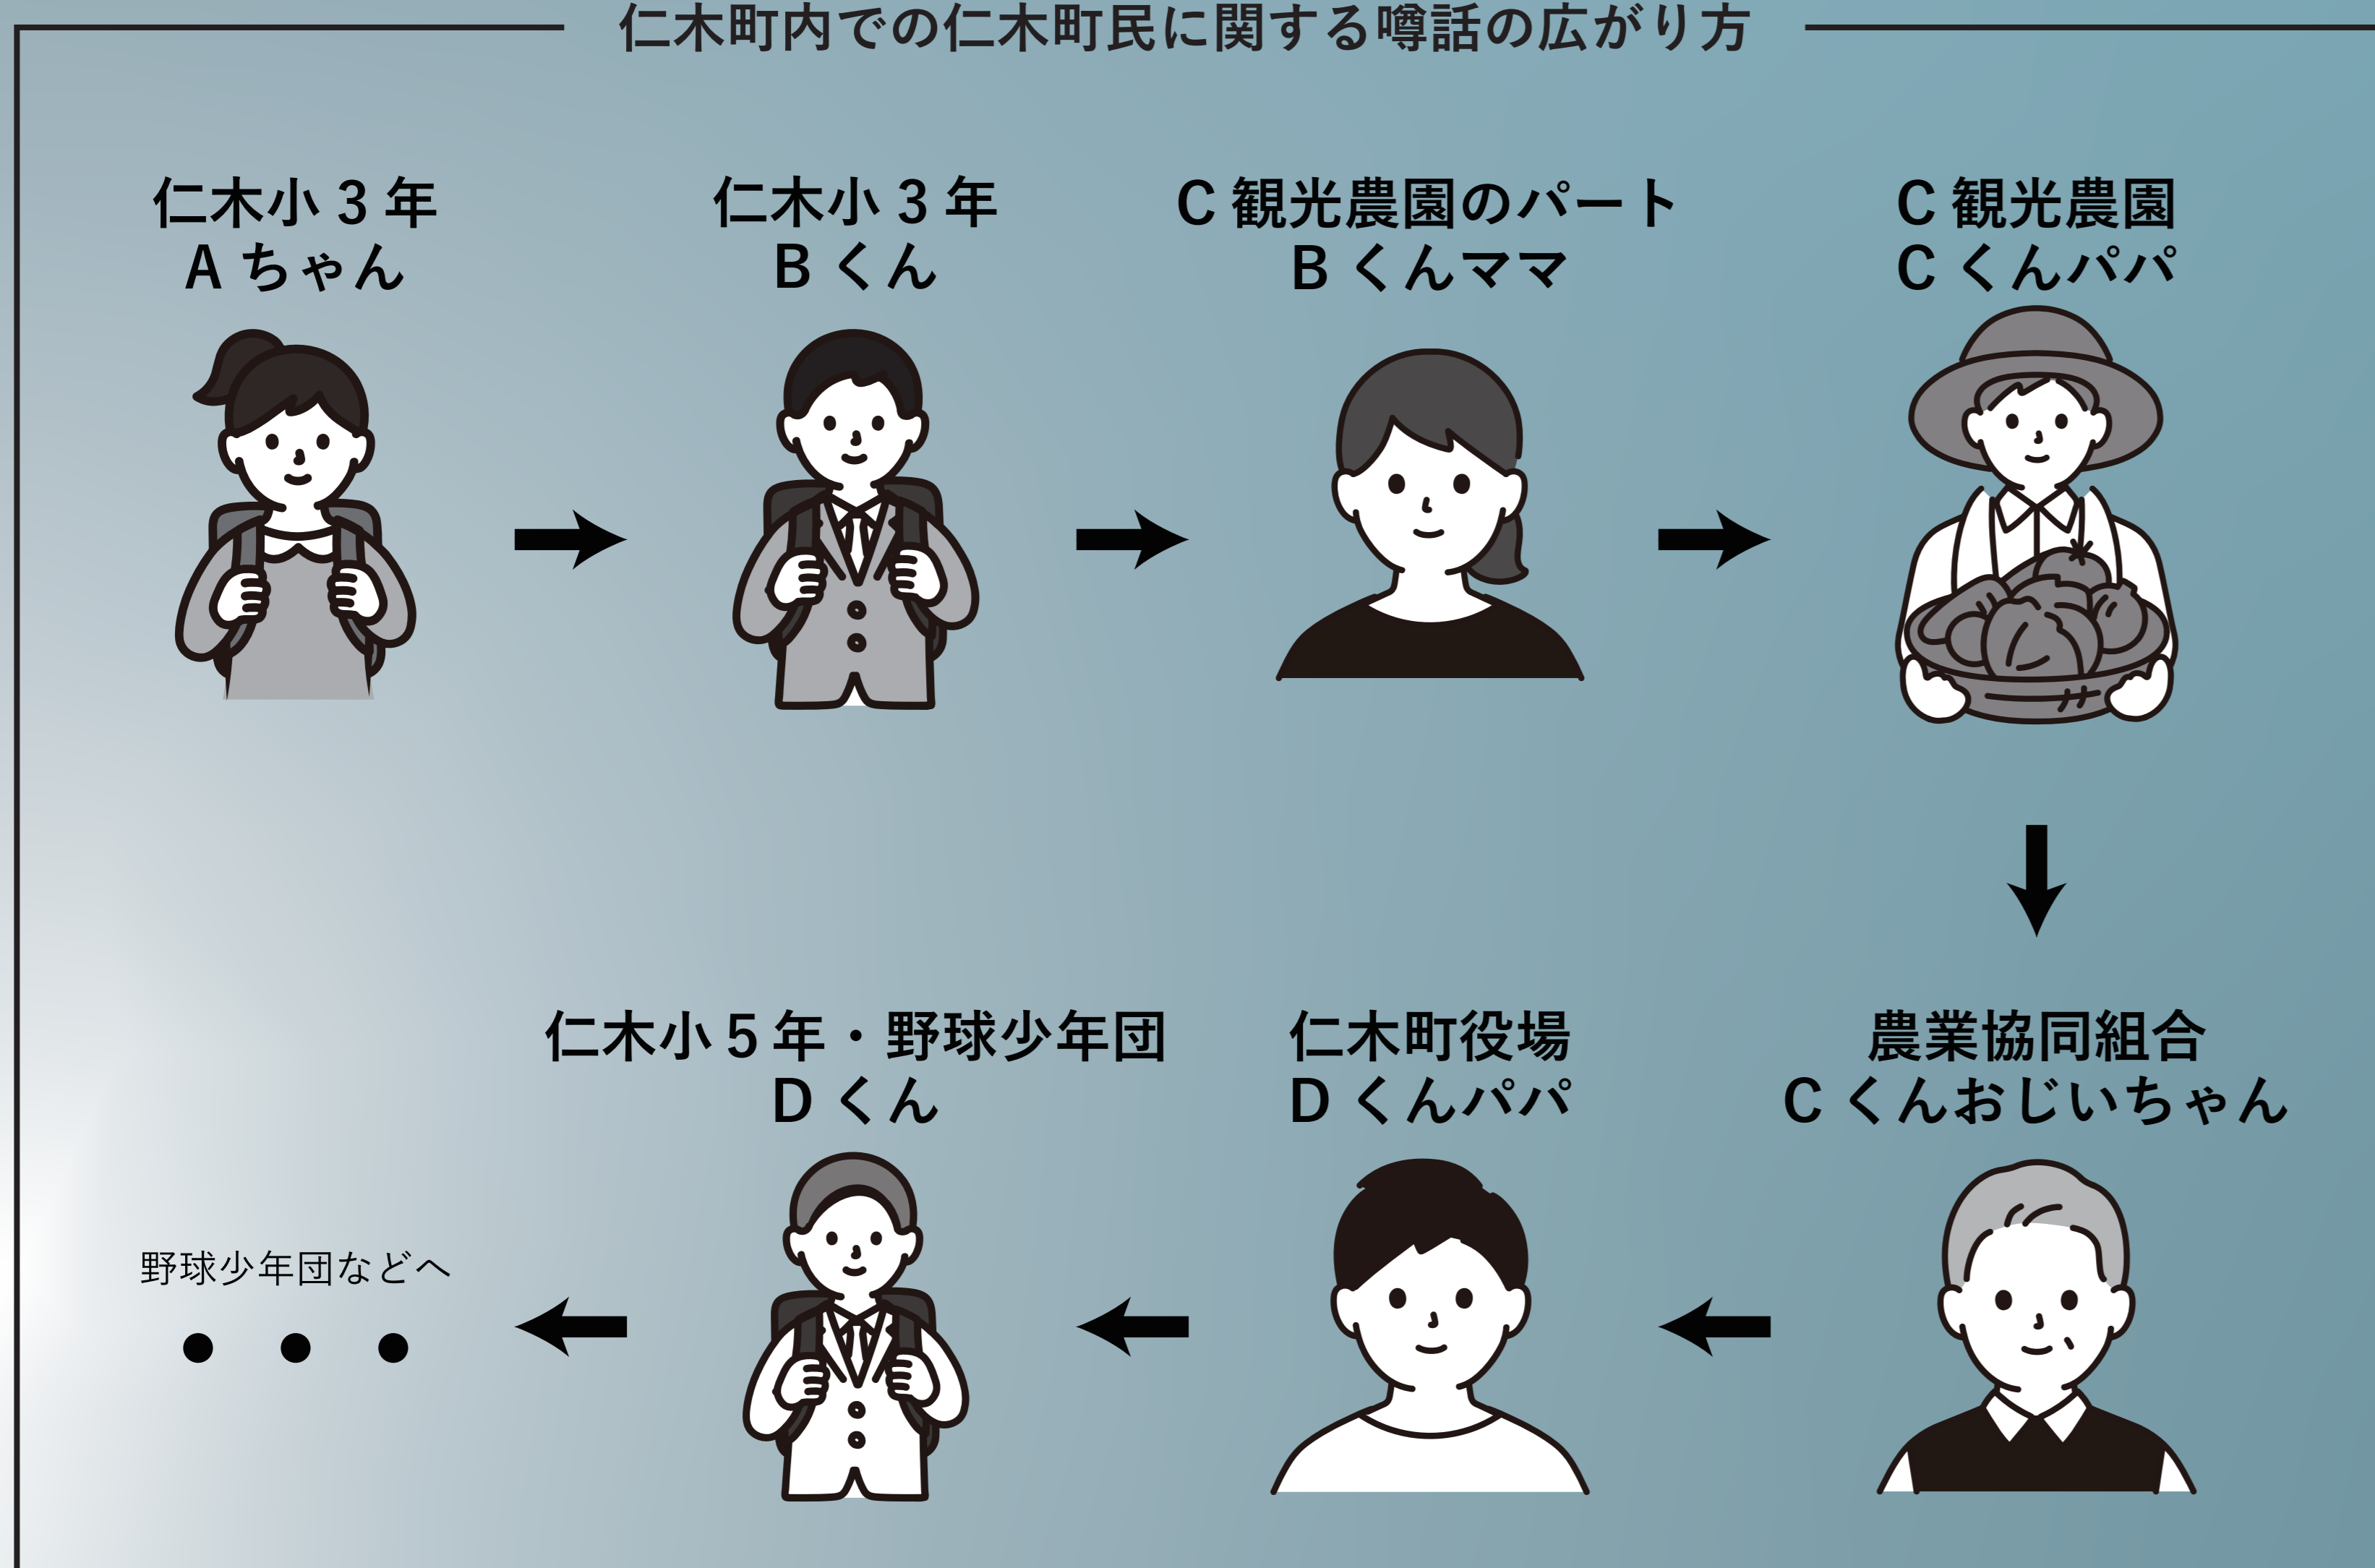 仁木町内での仁木町民に関する噂話の広がり方
仁木小3年
Aちゃん
仁木小3年
Bくん
C観光農園のパート
Bくんママ
C観光農園
Cくんパパ
農業協同組合
Cくんおじいちゃん
仁木町役場
Dくんパパ
仁木小5年・野球少年団
Dくん
野球少年団などへ